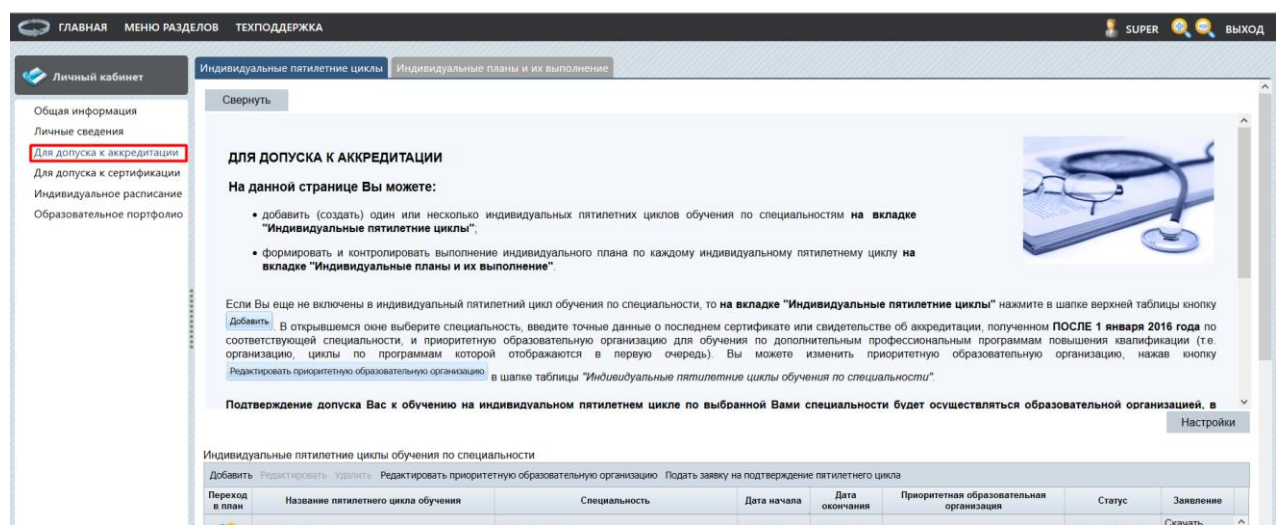 ГЛАВНАЯ МЕНЮ РАЗДЕЛОВ ТЕХПОДДЕРЖКА SUPER ВЫХОД
Личный кабинет
Общая информация
Личные сведения
Для допуска к аккредитации
Для допуска к сертификации
Индивидуальное расписание
Образовательное портфолио
Индивидуальные пятилетние циклы Индивидуальные планы и их выполнение
Свернуть
ДЛЯ ДОПУСКА К АККРЕДИТАЦИИ
На данной странице Вы можете:
• добавить (создать) один или несколько индивидуальных пятилетних циклов обучения по специальностям на вкладке
"Индивидуальные пятилетние циклы";
• формировать и контролировать выполнение индивидуального плана по каждому индивидуальному пятилетнему циклу на
вкладке "Индивидуальные планы и их выполнение".
Если Вы еще не включены в индивидуальный пятилетний цикл обучения по специальности, то на вкладке "Индивидуальные пятилетние циклы" нажмите в шапке верхней таблицы кнопку
Добавить . В открывшемся окне выберите специальность, введите точные данные о последнем сертификате или свидетельстве об аккредитации, полученном ПОСЛЕ 1 января 2016 года по
соответствующей специальности, и приоритетную образовательную организацию для обучения по дополнительным профессиональным программам повышения квалификации (т.е.
организацию, циклы по программам которой отображаются в первую очередь). Вы можете изменить приоритетную образовательную организацию, нажав кнопку
Редактировать приоритетную образовательную организацию в шапке таблицы "Индивидуальные пятилетние циклы обучения по специальности".
Подтверждение допуска Вас к обучению на индивидуальном пятилетнем цикле по выбранной Вами специальности будет осуществляться образовательной организацией, в
Настройки
Индивидуальные пятилетние циклы обучения по специальности
Добавить Редактировать Удалить Редактировать приоритетную образовательную организацию Подать заявку на подтверждение пятилетнего цикла
Переход в план Название пятилетнего цикла обучения Специальность Дата начала Дата окончания Приоритетная образовательная организация Статус Заявление
Скачать